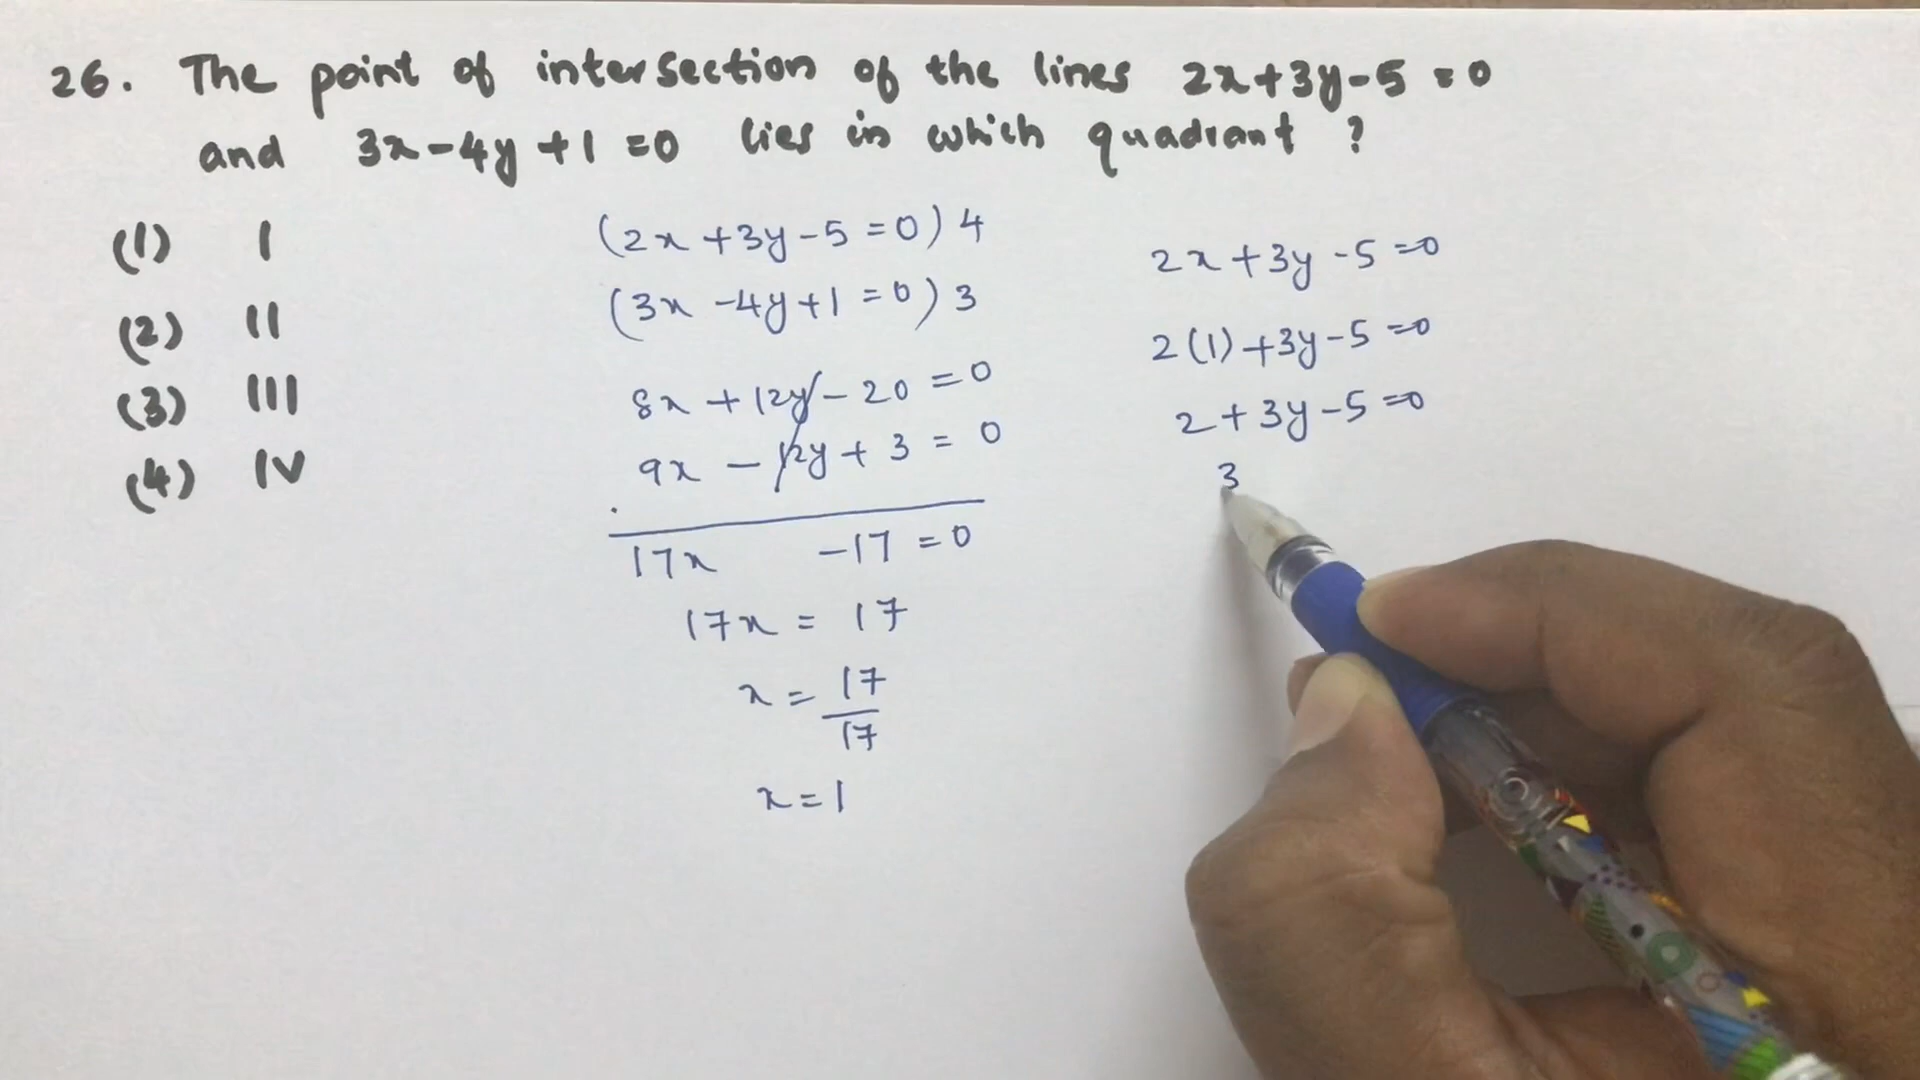 26. The point of intersection of the lines 2x+3y-5=0
and 3x-4y+1=0 lies in which quadrant ?
(1) I
(2) II
(3) III
(4) IV
(2x+3y-5=0)4
(3x-4y+1=0)3
8x+12y-20=0
9x-12y+3=0
17x -17=0
17x=17
x=17/17
x=1
2x+3y-5=0
2(1)+3y-5=0
2+3y-5=0
3